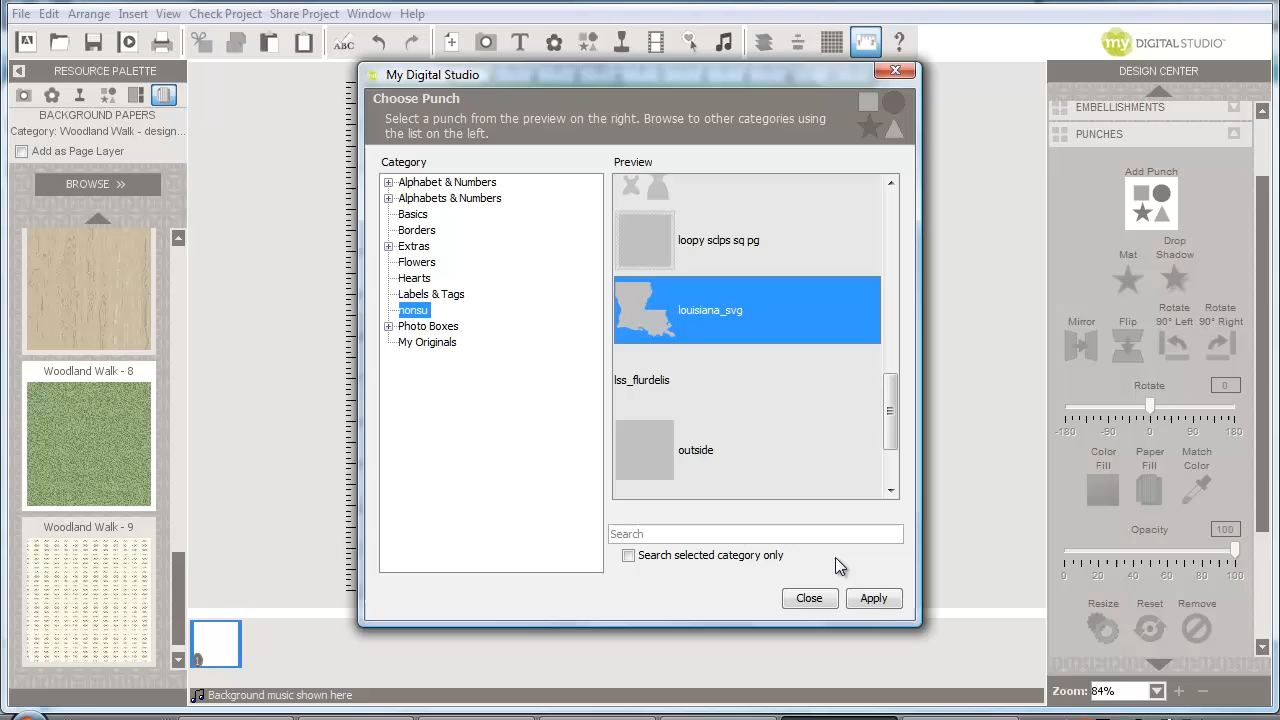 File Edit Arrange Insert View Check Project Share Project Window Help
ABC
my DIGITAL STUDIO™
RESOURCE PALETTE
BACKGROUND PAPERS
Category: Woodland Walk - design...
Add as Page Layer
BROWSE >>
Woodland Walk - 8
Woodland Walk - 9
My Digital Studio
Choose Punch
Select a punch from the preview on the right. Browse to other categories using
the list on the left.
Category
Alphabet & Numbers
Alphabets & Numbers
Basics
Borders
Extras
Flowers
Hearts
Labels & Tags
nonsu
Photo Boxes
My Originals
Preview
loopy sclps sq pg
louisiana_svg
lss_flurdelis
outside
Search
Search selected category only
Close Apply
1
Background music shown here
DESIGN CENTER
EMBELLISHMENTS
PUNCHES
Add Punch
Mat Drop Shadow
Mirror Flip Rotate 90° Left Rotate 90° Right
Rotate 0
-180 -90 0 90 180
Color Fill Paper Fill Match Color
Opacity 100
0 20 40 60 80 100
Resize Reset Remove
Zoom: 84% + −